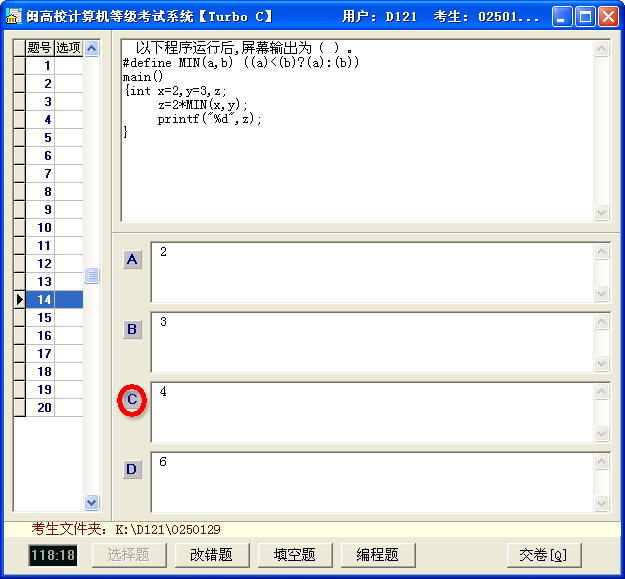 闽高校计算机等级考试系统【Turbo C】 用户: D121 考生: 02501...
题号 选项
1
2
3
4
5
6
7
8
9
10
11
12
13
14
15
16
17
18
19
20
以下程序运行后,屏幕输出为 ( ) 。
#define MIN(a,b) ((a)<(b)?(a):(b))
main()
{int x=2,y=3,z;
z=2*MIN(x,y);
printf("%d",z);
}
A 2
B 3
C 4
D 6
考生文件夹: K:\D121\0250129
118:18 选择题 改错题 填空题 编程题 交卷[Q]